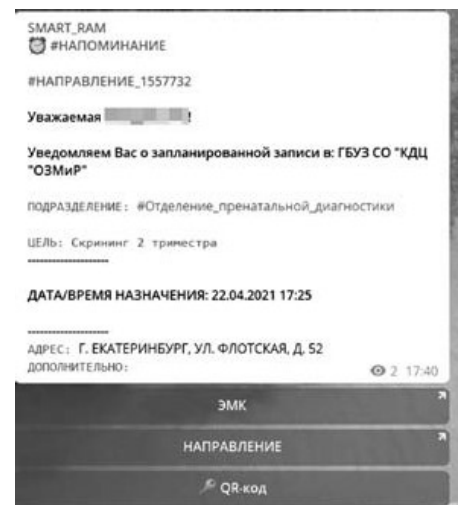 SMART_RAM
⏰ #НАПОМИНАНИЕ
#НАПРАВЛЕНИЕ_1557732
Уважаемая !
Уведомляем Вас о запланированной записи в: ГБУЗ СО "КДЦ
"ОЗМиР"
ПОДРАЗДЕЛЕНИЕ: #Отделение_пренатальной_диагностики
ЦЕЛЬ: Скрининг 2 триместра
--------------------
ДАТА/ВРЕМЯ НАЗНАЧЕНИЯ: 22.04.2021 17:25
--------------------
АДРЕС: Г. ЕКАТЕРИНБУРГ, УЛ. ФЛОТСКАЯ, Д. 52
ДОПОЛНИТЕЛЬНО:
2 17:40
ЭМК
НАПРАВЛЕНИЕ
🔑 QR-код